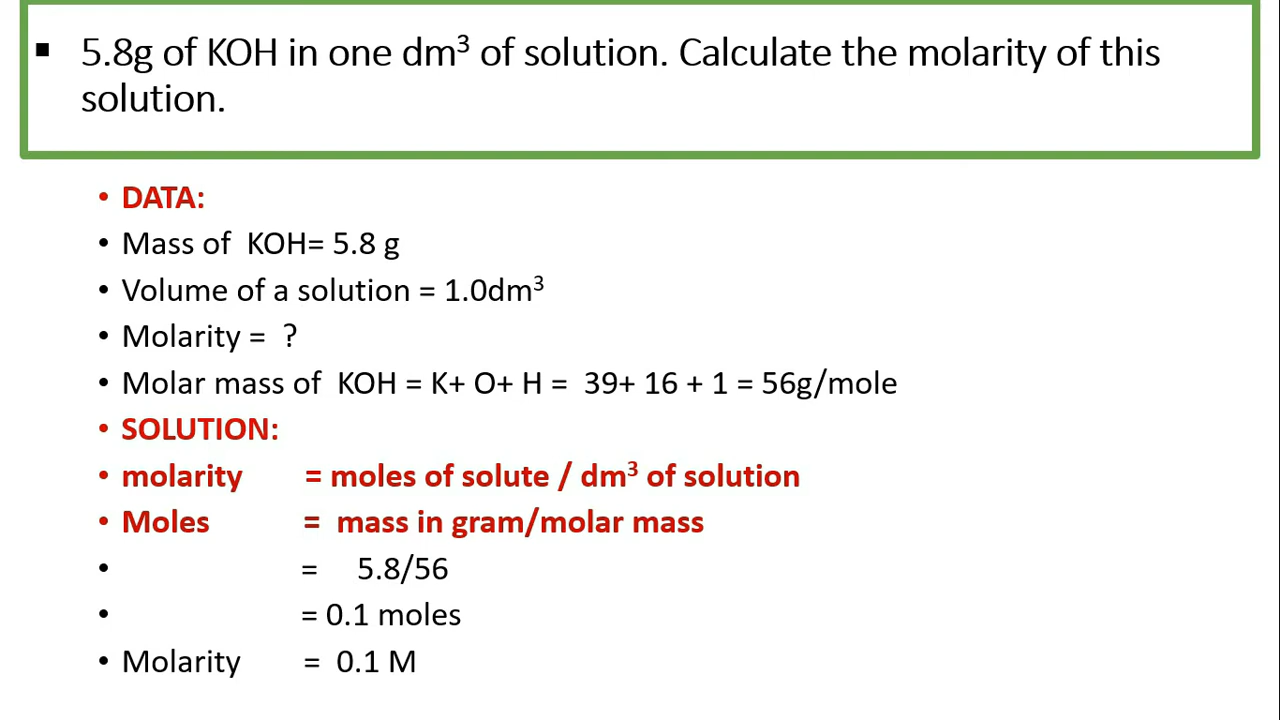 ▪ 5.8g of KOH in one dm³ of solution. Calculate the molarity of this
solution.
• DATA:
• Mass of KOH= 5.8 g
• Volume of a solution = 1.0dm³
• Molarity = ?
• Molar mass of KOH = K+ O+ H = 39+ 16 + 1 = 56g/mole
• SOLUTION:
• molarity = moles of solute / dm³ of solution
• Moles = mass in gram/molar mass
• = 5.8/56
• = 0.1 moles
• Molarity = 0.1 M